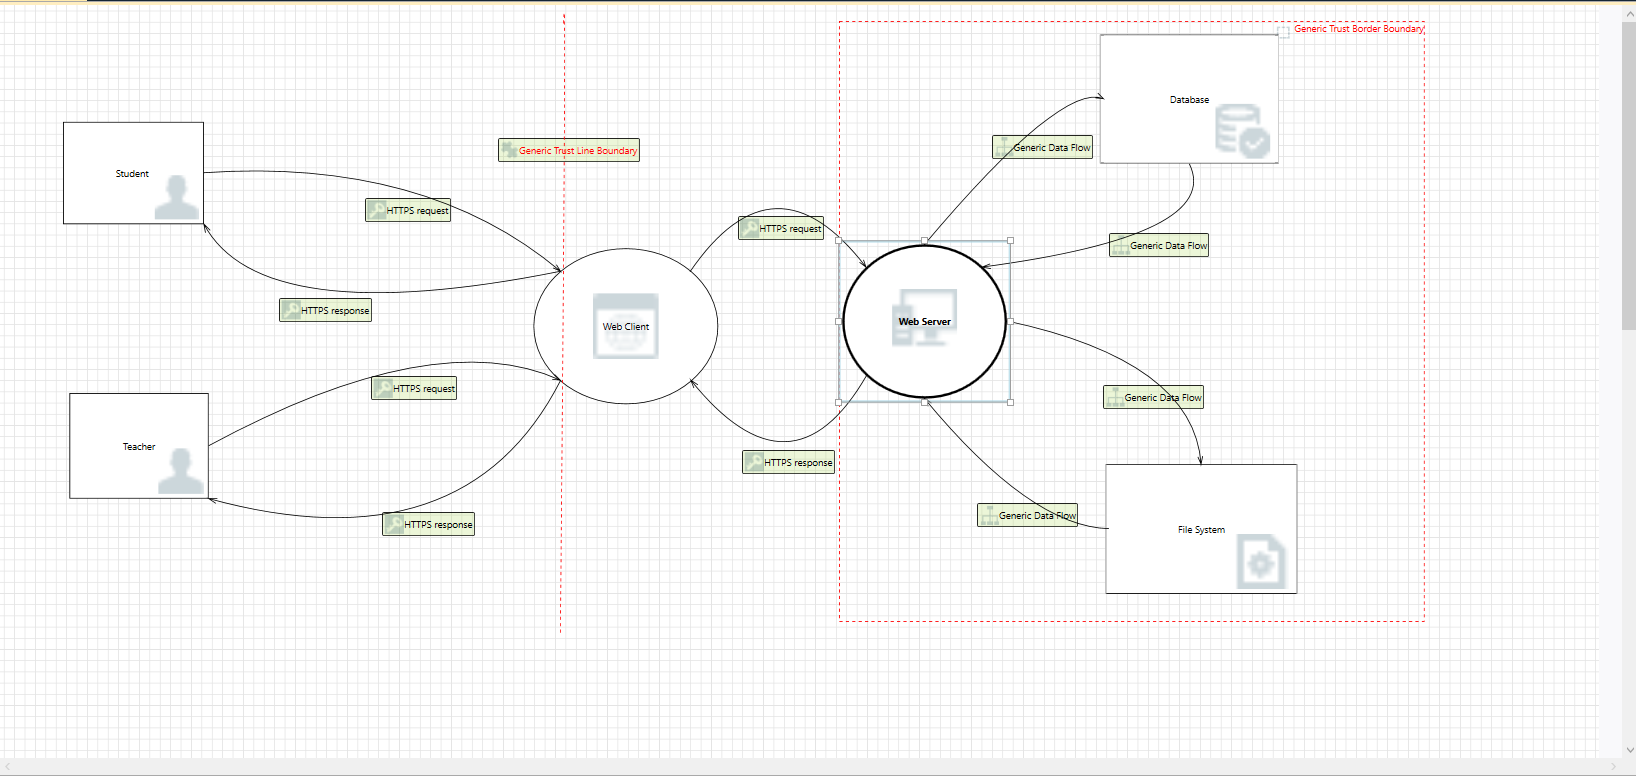 Generic Trust Border Boundary
Database
Generic Data Flow
Generic Trust Line Boundary
Student
HTTPS request
HTTPS request
Generic Data Flow
HTTPS response
Web Client
Web Server
HTTPS request
Generic Data Flow
Teacher
HTTPS response
Generic Data Flow
HTTPS response
File System